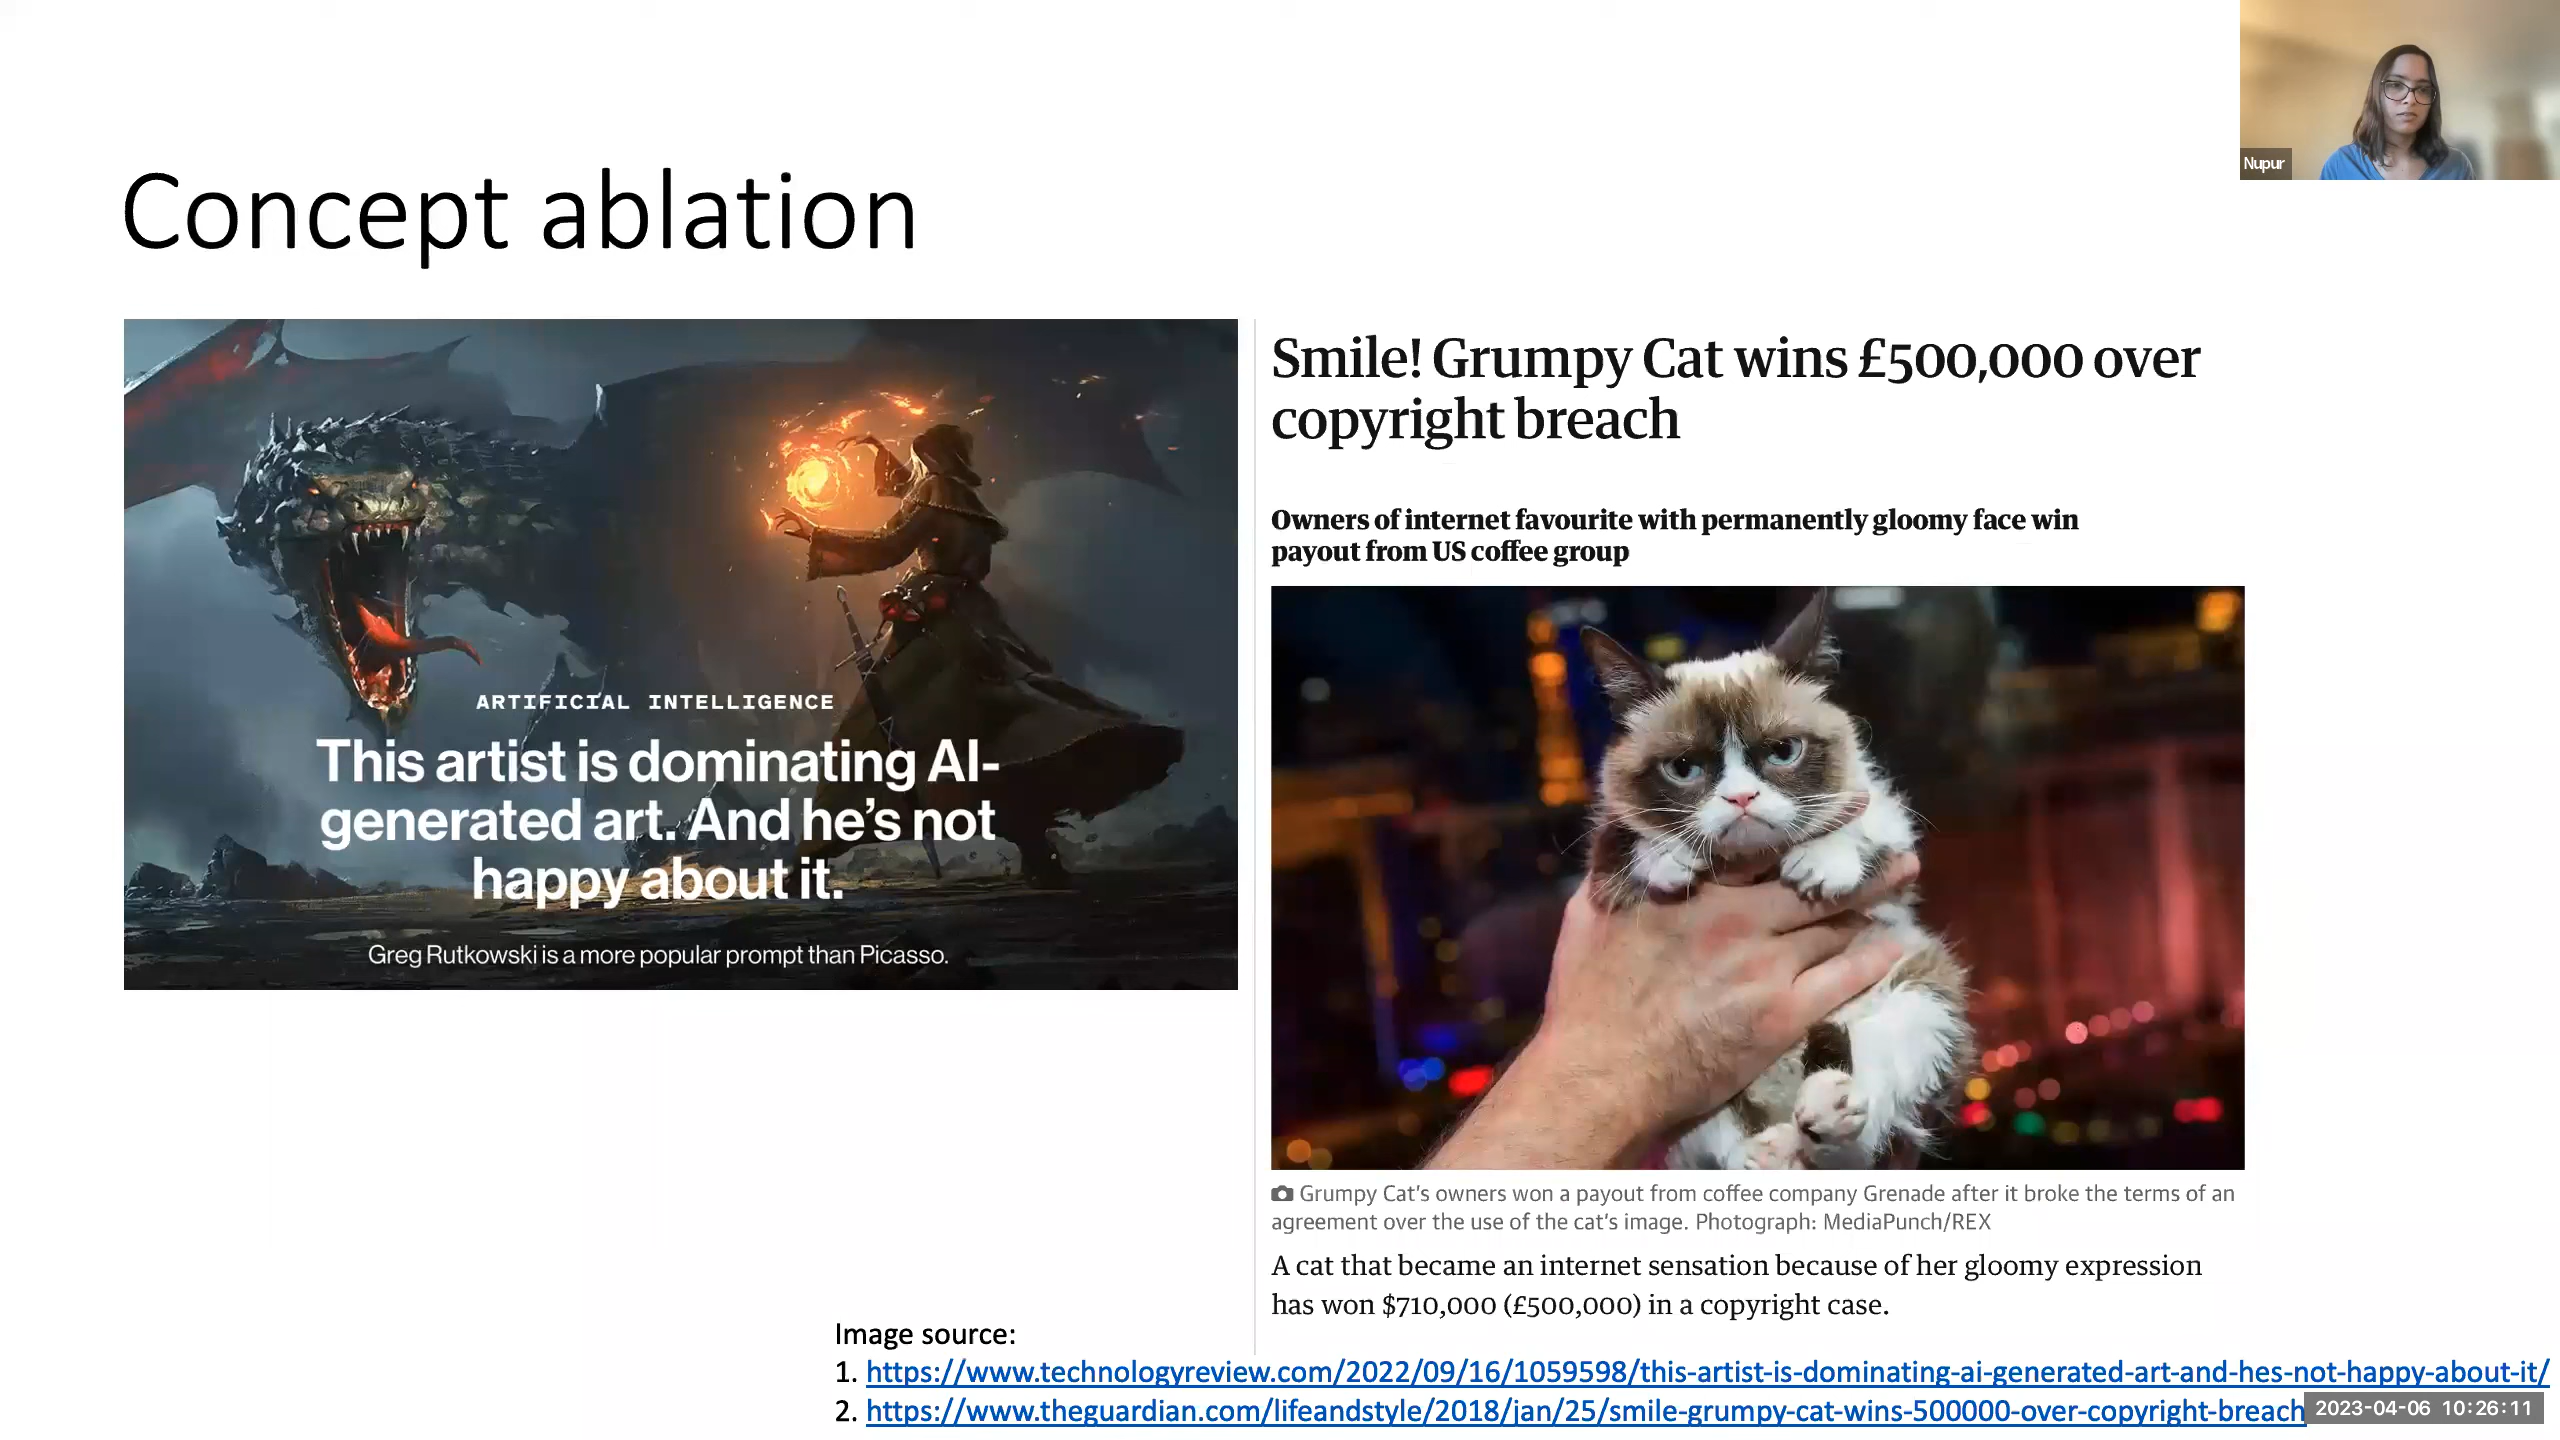 Nupur
Concept ablation
ARTIFICIAL INTELLIGENCE
This artist is dominating AI-
generated art. And he's not
happy about it.
Greg Rutkowski is a more popular prompt than Picasso.
Smile! Grumpy Cat wins £500,000 over
copyright breach
Owners of internet favourite with permanently gloomy face win
payout from US coffee group
Grumpy Cat's owners won a payout from coffee company Grenade after it broke the terms of an
agreement over the use of the cat's image. Photograph: MediaPunch/REX
A cat that became an internet sensation because of her gloomy expression
has won $710,000 (£500,000) in a copyright case.
Image source:
1. https://www.technologyreview.com/2022/09/16/1059598/this-artist-is-dominating-ai-generated-art-and-hes-not-happy-about-it/
2. https://www.theguardian.com/lifeandstyle/2018/jan/25/smile-grumpy-cat-wins-500000-over-copyright-breach
2023-04-06 10:26:11